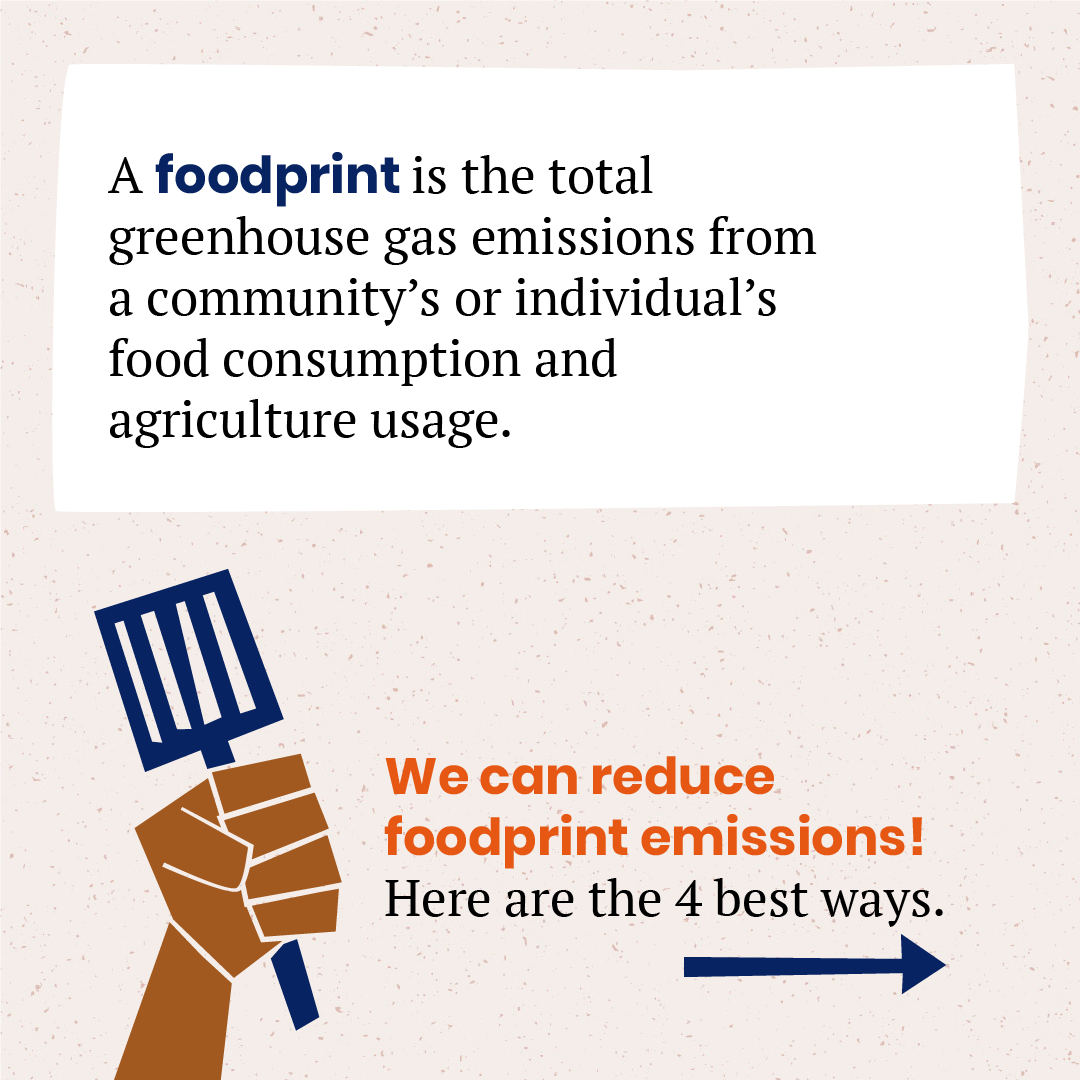 A foodprint is the total
greenhouse gas emissions from
a community’s or individual’s
food consumption and
agriculture usage.
We can reduce
foodprint emissions!
Here are the 4 best ways.